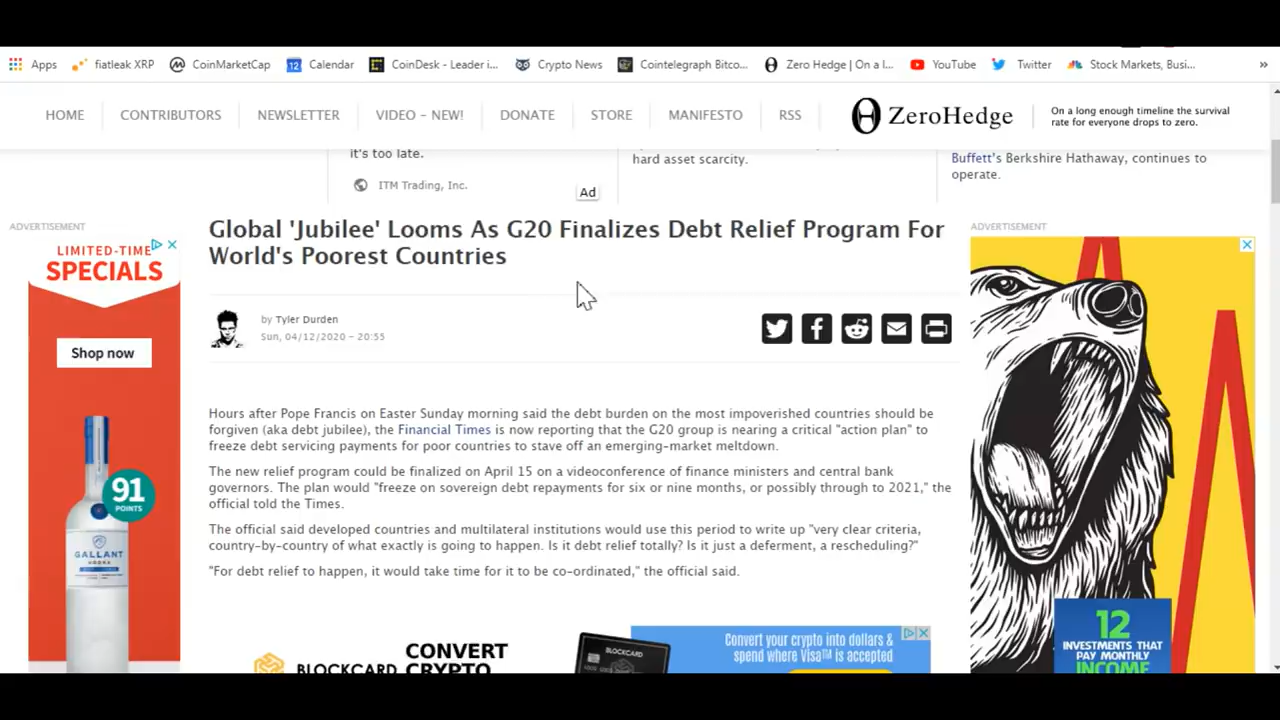 Apps fiatleak XRP CoinMarketCap Calendar CoinDesk - Leader i... Crypto News Cointelegraph Bitco... Zero Hedge | On a l... YouTube Twitter Stock Markets, Busi... »
HOME CONTRIBUTORS NEWSLETTER VIDEO - NEW! DONATE STORE MANIFESTO RSS ZeroHedge
On a long enough timeline the survival
rate for everyone drops to zero.
it's too late.
ITM Trading, Inc.
Ad
hard asset scarcity.
Buffett's Berkshire Hathaway, continues to
operate.
ADVERTISEMENT
LIMITED-TIME
SPECIALS
Shop now
91
POINTS
GALLANT
VODKA
Global 'Jubilee' Looms As G20 Finalizes Debt Relief Program For
World's Poorest Countries
by Tyler Durden
Sun, 04/12/2020 - 20:55
Hours after Pope Francis on Easter Sunday morning said the debt burden on the most impoverished countries should be
forgiven (aka debt jubilee), the Financial Times is now reporting that the G20 group is nearing a critical "action plan" to
freeze debt servicing payments for poor countries to stave off an emerging-market meltdown.
The new relief program could be finalized on April 15 on a videoconference of finance ministers and central bank
governors. The plan would "freeze on sovereign debt repayments for six or nine months, or possibly through to 2021," the
official told the Times.
The official said developed countries and multilateral institutions would use this period to write up "very clear criteria,
country-by-country of what exactly is going to happen. Is it debt relief totally? Is it just a deferment, a rescheduling?"
"For debt relief to happen, it would take time for it to be co-ordinated," the official said.
BLOCKCARD
CONVERT
CRYPTO
BLOCKCARD
Convert your crypto into dollars &
spend where Visa™ is accepted
ADVERTISEMENT
12
INVESTMENTS THAT
PAY MONTHLY
INCOME